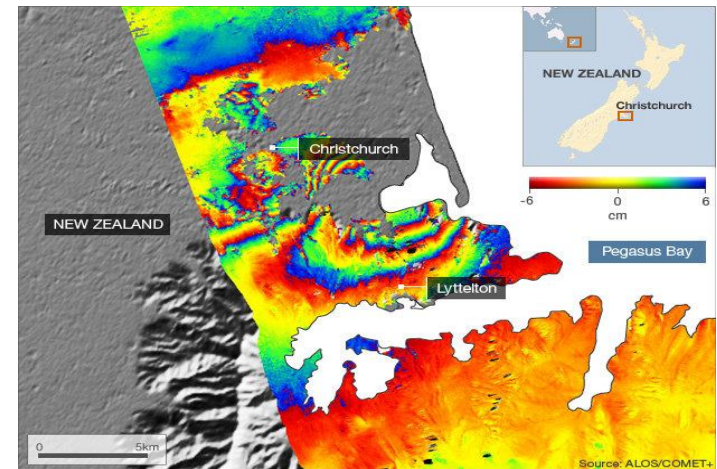 NEW ZEALAND
Christchurch
Christchurch
-6 0 6
cm
NEW ZEALAND
Pegasus Bay
Lyttelton
0 5km
Source: ALOS/COMET+